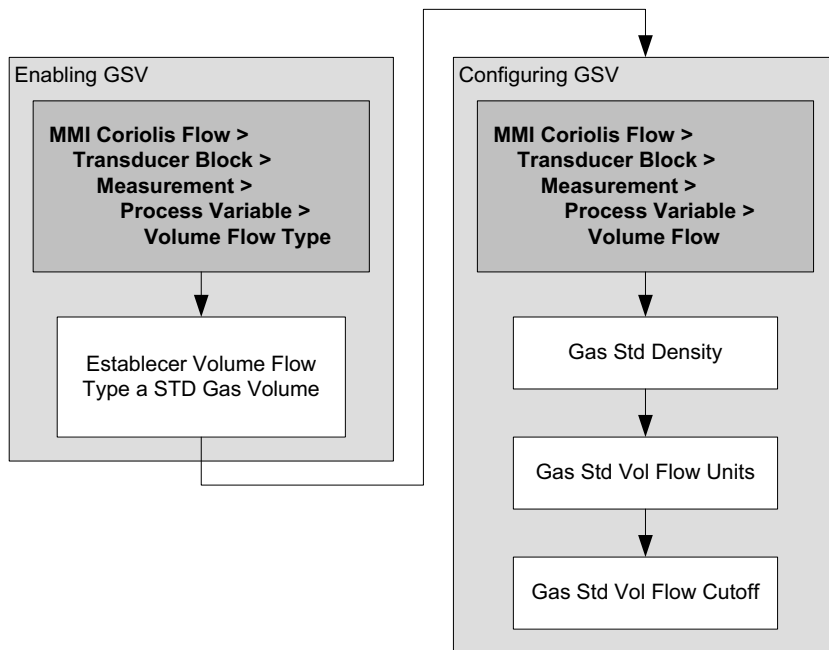 Enabling GSV
MMI Coriolis Flow >
Transducer Block >
Measurement >
Process Variable >
Volume Flow Type
Establecer Volume Flow
Type a STD Gas Volume
Configuring GSV
MMI Coriolis Flow >
Transducer Block >
Measurement >
Process Variable >
Volume Flow
Gas Std Density
Gas Std Vol Flow Units
Gas Std Vol Flow Cutoff